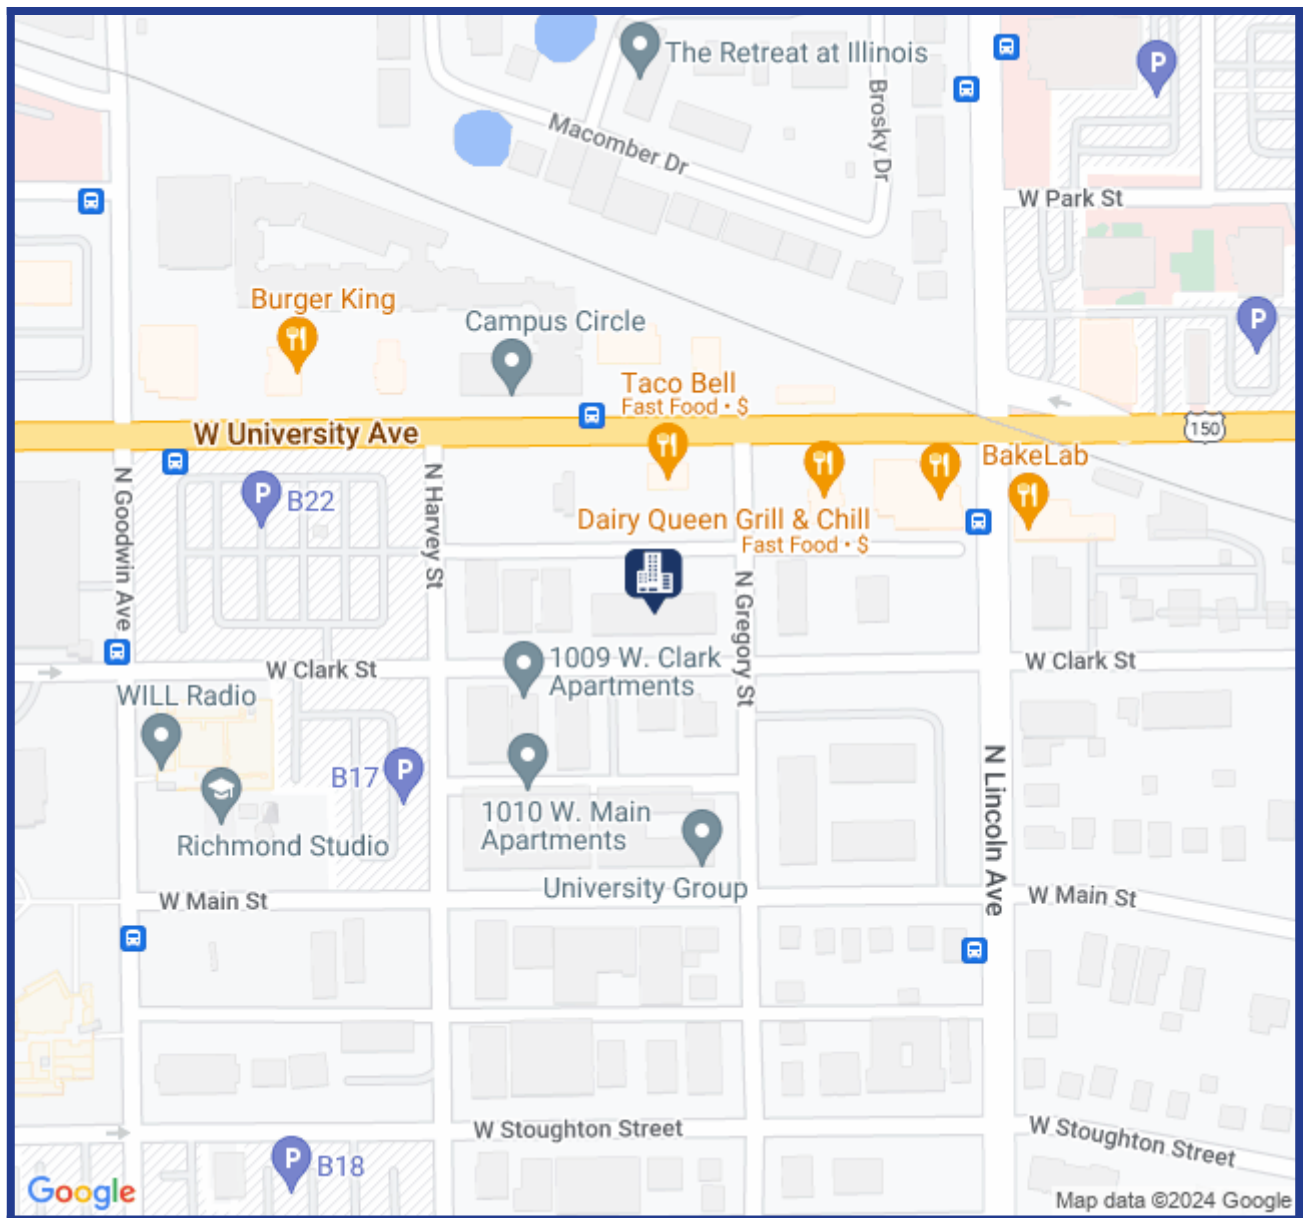 The Retreat at Illinois
P
Brosky Dr
Macomber Dr
W Park St
Burger King
Campus Circle
P
Taco Bell
Fast Food • $
W University Ave
150
BakeLab
N Goodwin Ave
P
B22
N Harvey St
Dairy Queen Grill & Chill
Fast Food • $
N Gregory St
W Clark St
1009 W. Clark
Apartments
W Clark St
WILL Radio
B17
P
N Lincoln Ave
Richmond Studio
1010 W. Main
Apartments
University Group
W Main St
W Main St
W Stoughton Street
W Stoughton Street
P
B18
Google
Map data ©2024 Google